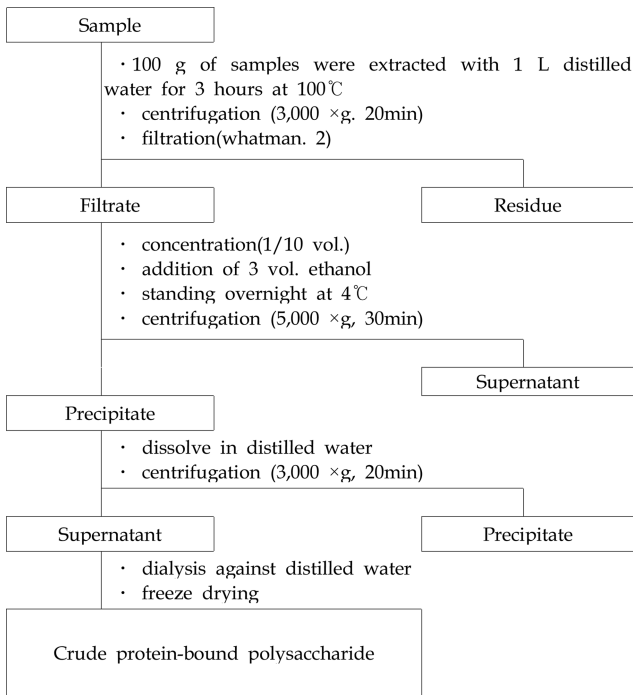 Sample
· 100 g of samples were extracted with 1 L distilled
water for 3 hours at 100℃
· centrifugation (3,000 ×g. 20min)
· filtration(whatman. 2)
Filtrate
Residue
· concentration(1/10 vol.)
· addition of 3 vol. ethanol
· standing overnight at 4℃
· centrifugation (5,000 ×g, 30min)
Supernatant
Precipitate
· dissolve in distilled water
· centrifugation (3,000 ×g, 20min)
Supernatant
Precipitate
· dialysis against distilled water
· freeze drying
Crude protein-bound polysaccharide